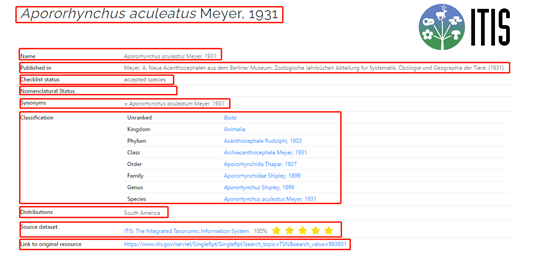 Apororhynchus aculeatus Meyer, 1931
ITIS
Name Apororhynchus aculeatus Meyer, 1931
Published in Meyer, A. Neue Acanthocephalen aus dem Berliner Museum. Zoologische Jahrbüchen Abteilung für Systematik, Ökologie und Geographie der Tiere. (1931).
Checklist status accepted species
Nomenclatural Status
Synonyms ≡ Apororhynchus aculeatum Meyer, 1931
Classification Unranked Biota
Kingdom Animalia
Phylum Acanthocephala Rudolphi, 1802
Class Archiacanthocephala Meyer, 1931
Order Apororhynchida Thapar, 1927
Family Apororhynchidae Shipley, 1899
Genus Apororhynchus Shipley, 1899
Species Apororhynchus aculeatus Meyer, 1931
Distributions South America
Source dataset ITIS: The Integrated Taxonomic Information System 100%
Link to original resource https://www.itis.gov/servlet/SingleRpt/SingleRpt?search_topic=TSN&search_value=993931